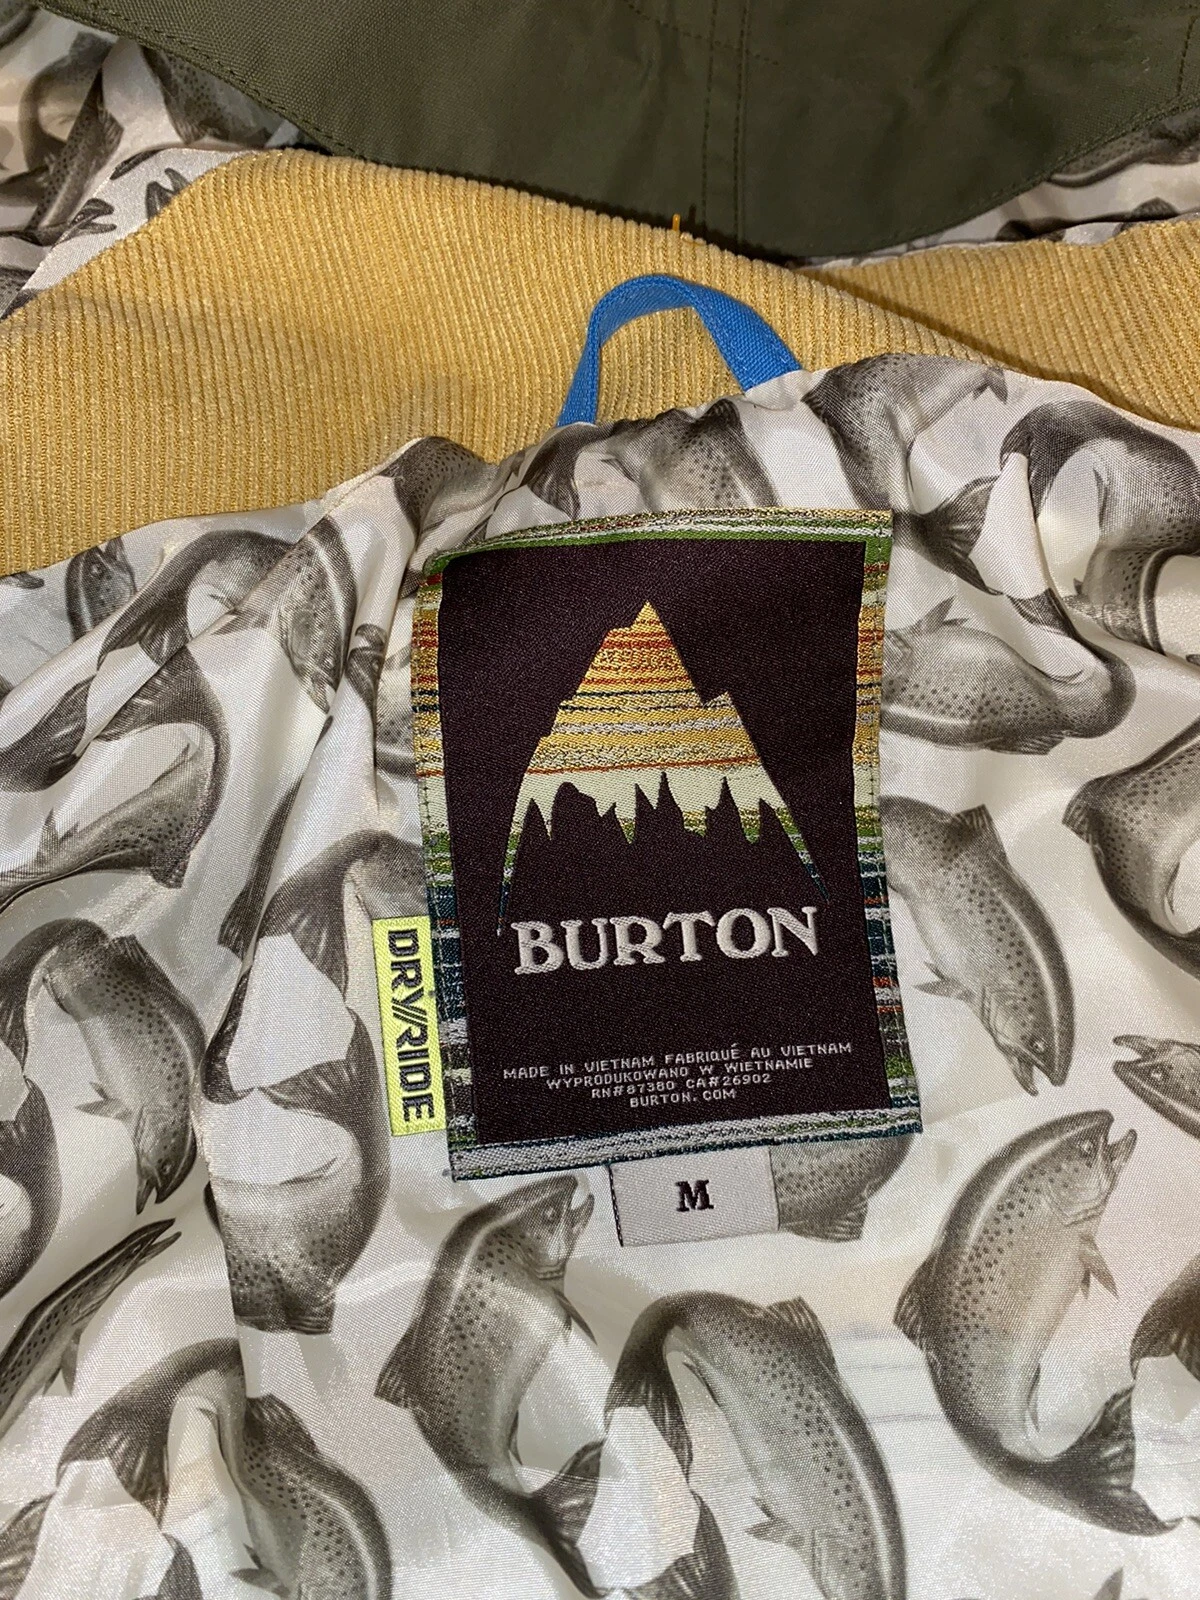 BURTON
DRY//RIDE
MADE IN VIETNAM FABRIQUÉ AU VIETNAM
WYPRODUKOWANO W WIETNAMIE
RN#87380 CA#26902
BURTON.COM
M